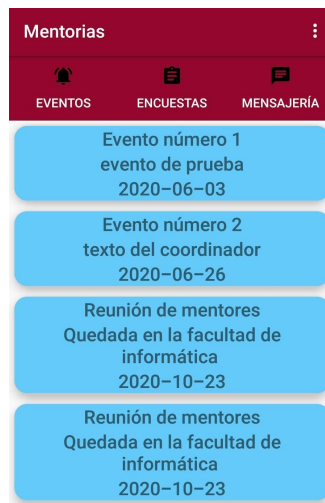 Mentorias
EVENTOS ENCUESTAS MENSAJERÍA
Evento número 1
evento de prueba
2020-06-03
Evento número 2
texto del coordinador
2020-06-26
Reunión de mentores
Quedada en la facultad de
informática
2020-10-23
Reunión de mentores
Quedada en la facultad de
informática
2020-10-23